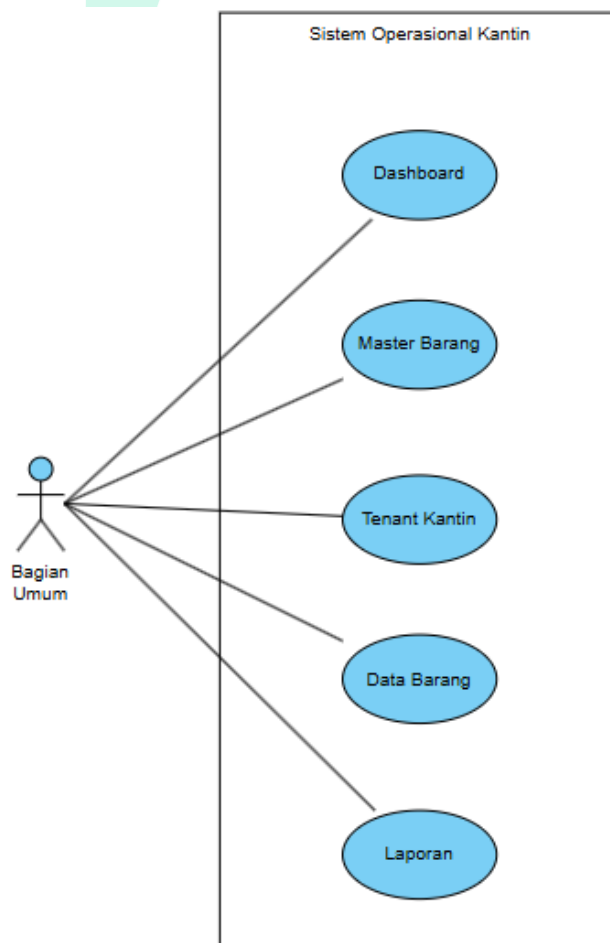 Sistem Operasional Kantin
Dashboard
Master Barang
Tenant Kantin
Bagian
Umum
Data Barang
Laporan